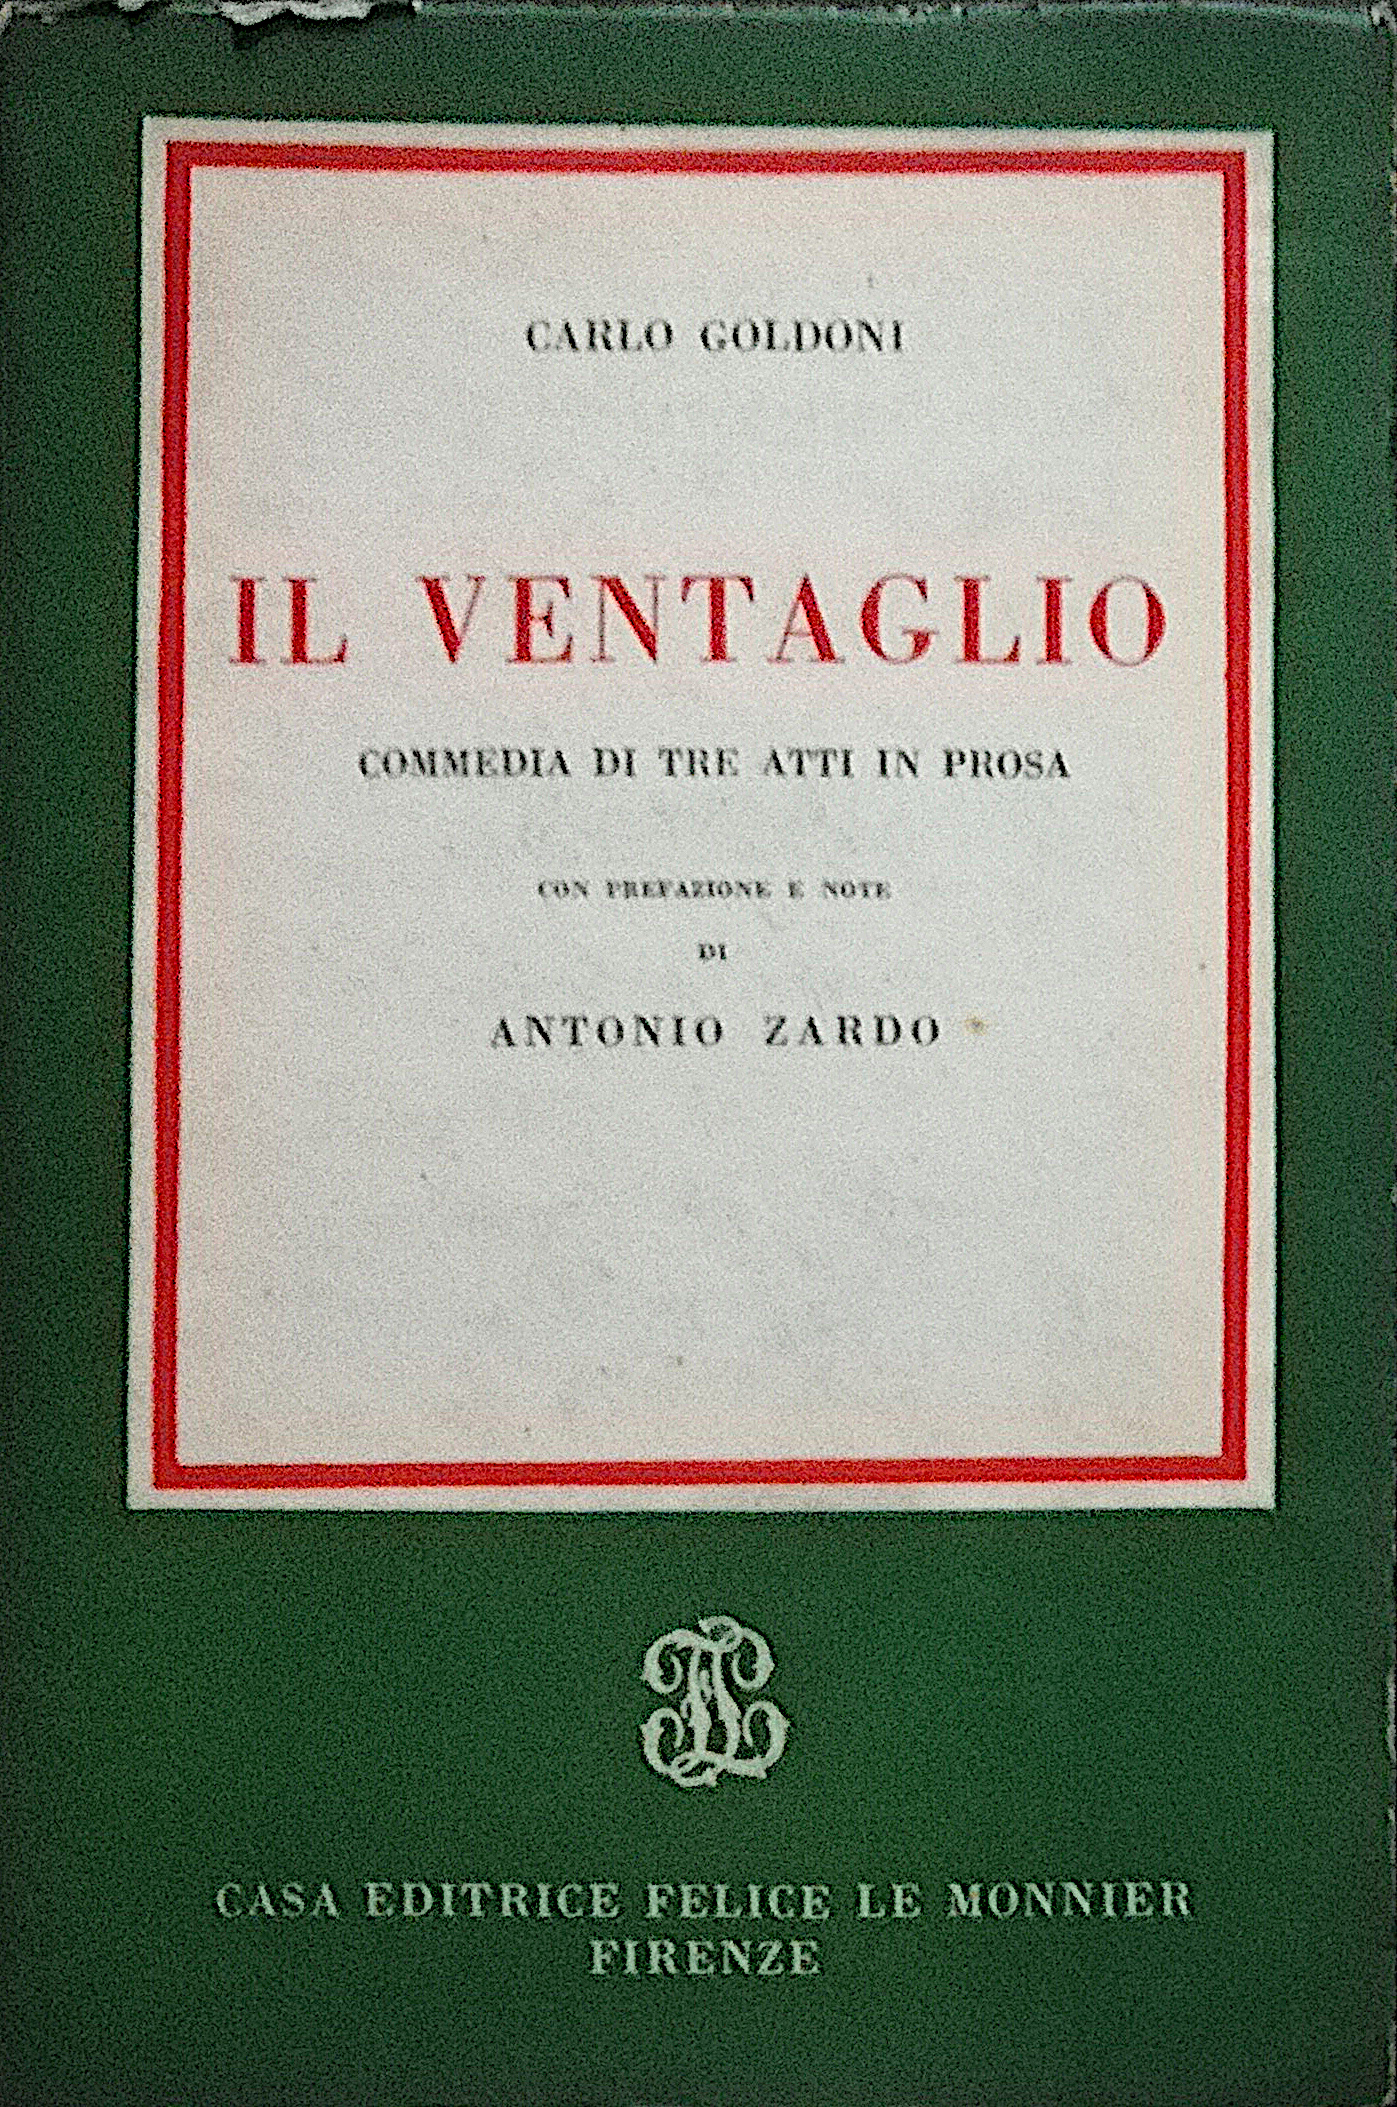 CARLO GOLDONI
IL VENTAGLIO
COMMEDIA DI TRE ATTI IN PROSA
CON PREFAZIONE E NOTE
DI
ANTONIO ZARDO
CASA EDITRICE FELICE LE MONNIER
FIRENZE